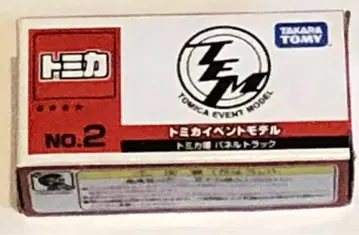 トミカ
TEM
TOMICA EVENT MODEL
TAKARA
TOMY
NO.2
トミカイベントモデル
トミカ博 パネルトラック